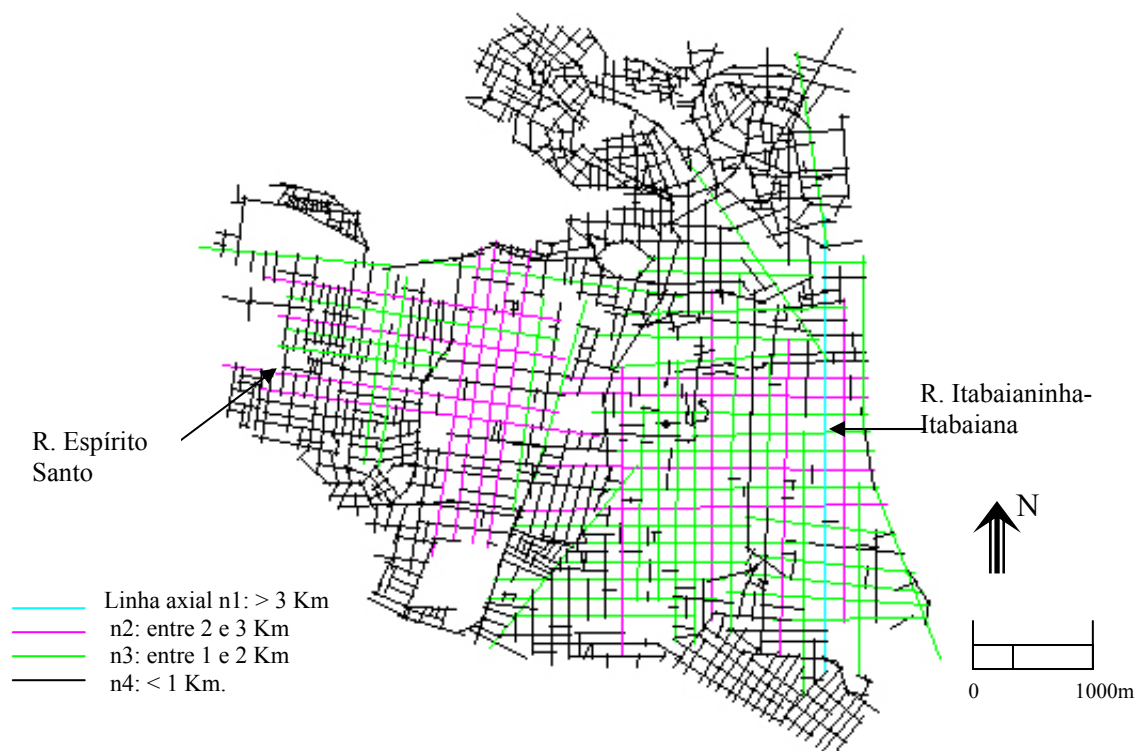 R. Itabaianinha-
Itabaiana
R. Espírito
Santo
N
Linha axial n1: > 3 Km
n2: entre 2 e 3 Km
n3: entre 1 e 2 Km
n4: < 1 Km.
0 1000m